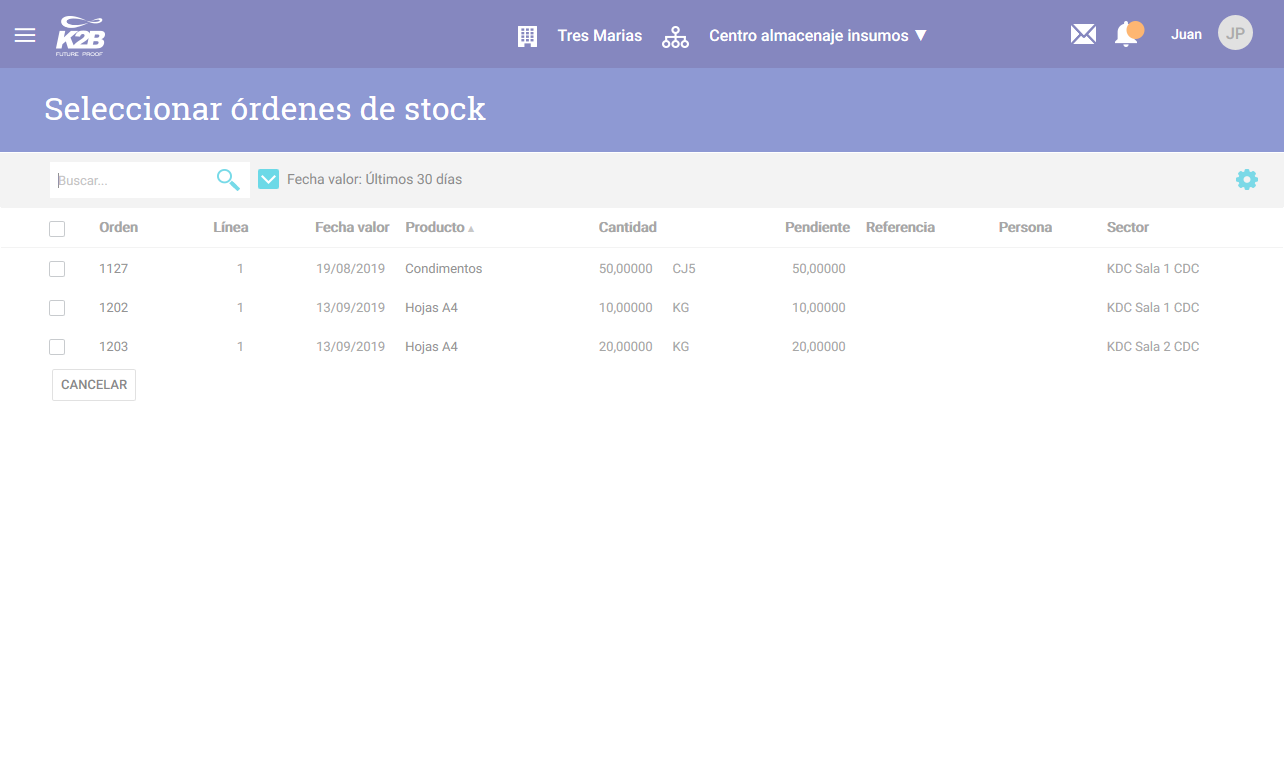 K2B
FUTURE PROOF
Tres Marias
Centro almacenaje insumos ▼
Juan
JP
Seleccionar órdenes de stock
Buscar...
Fecha valor: Últimos 30 días
Orden Línea Fecha valor Producto ▲ Cantidad Pendiente Referencia Persona Sector
1127 1 19/08/2019 Condimentos 50,00000 CJ5 50,00000 KDC Sala 1 CDC
1202 1 13/09/2019 Hojas A4 10,00000 KG 10,00000 KDC Sala 1 CDC
1203 1 13/09/2019 Hojas A4 20,00000 KG 20,00000 KDC Sala 2 CDC
CANCELAR